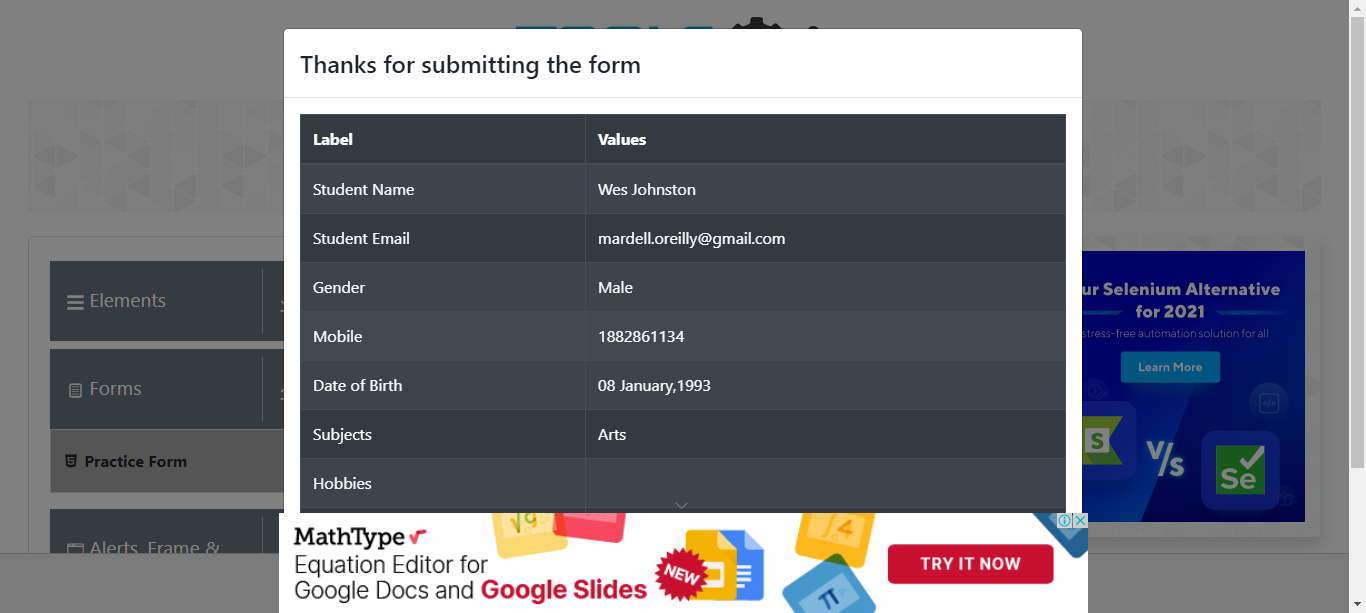 Thanks for submitting the form
Label Values
Student Name Wes Johnston
Student Email mardell.oreilly@gmail.com
Gender Male
Mobile 1882861134
Date of Birth 08 January,1993
Subjects Arts
Hobbies
Elements
Forms
Practice Form
Alerts, Frame &
ur Selenium Alternative
for 2021
stress-free automation solution for all
Learn More
S
V/s
Se
MathType
Equation Editor for
Google Docs and Google Slides
NEW
π
TRY IT NOW